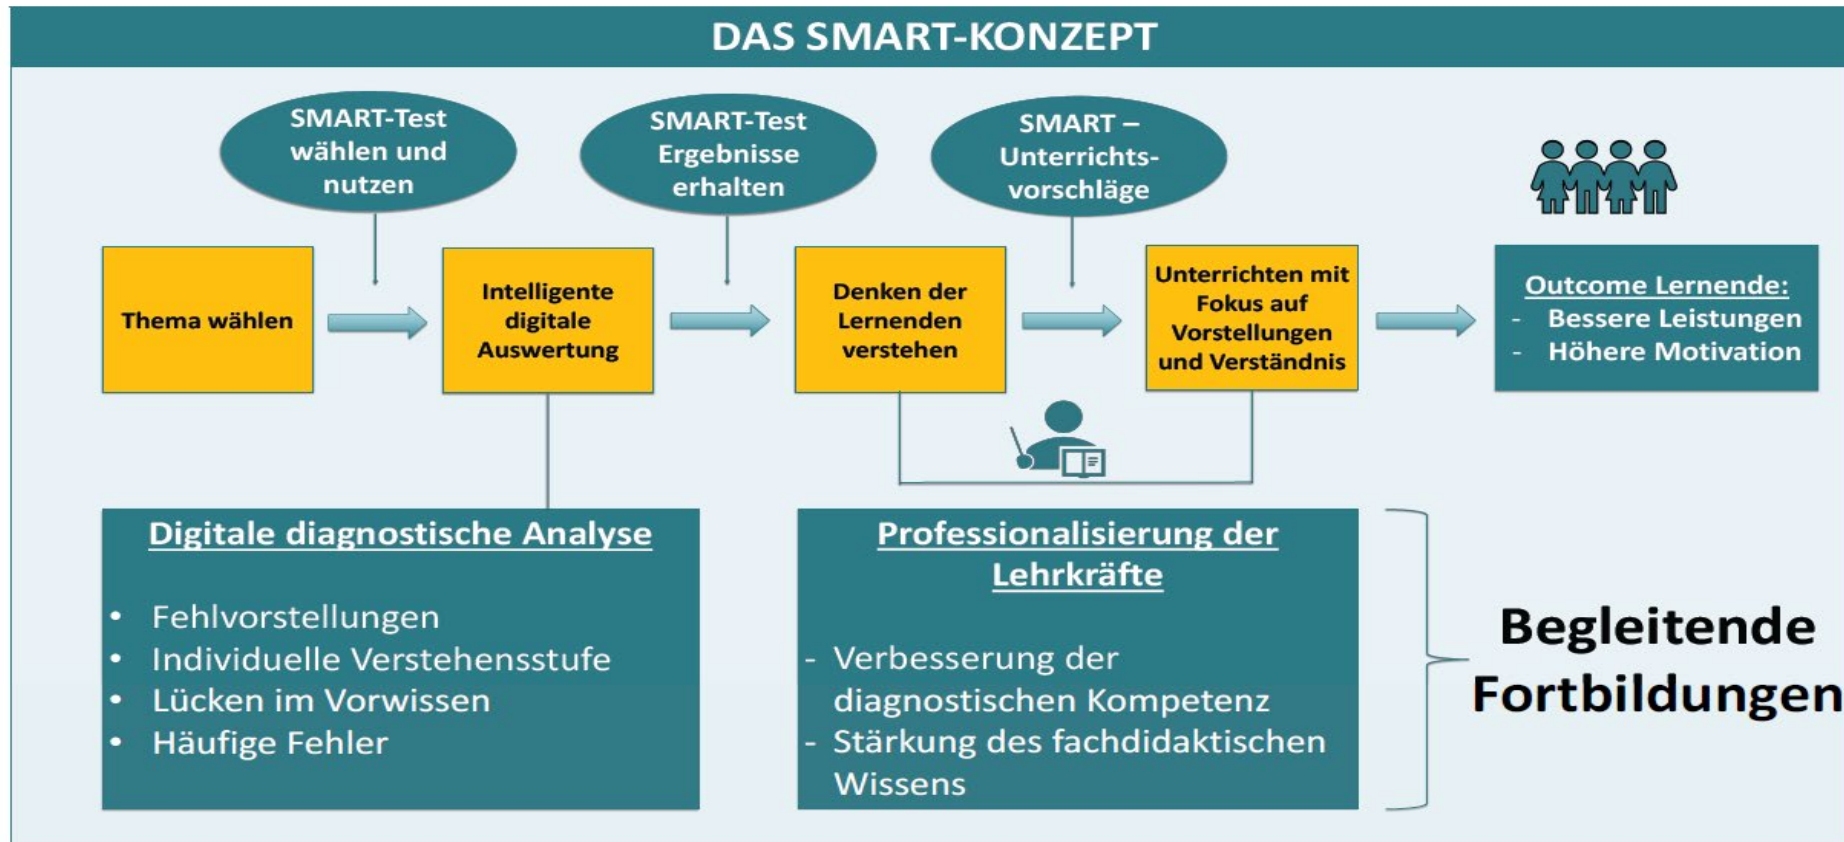 DAS SMART-KONZEPT
SMART-Test
wählen und
nutzen
SMART-Test
Ergebnisse
erhalten
SMART –
Unterrichts-
vorschläge
Thema wählen
Intelligente
digitale
Auswertung
Denken der
Lernenden
verstehen
Unterrichten mit
Fokus auf
Vorstellungen
und Verständnis
Outcome Lernende:
- Bessere Leistungen
- Höhere Motivation
Digitale diagnostische Analyse
• Fehlvorstellungen
• Individuelle Verstehensstufe
• Lücken im Vorwissen
• Häufige Fehler
Professionalisierung der
Lehrkräfte
- Verbesserung der
diagnostischen Kompetenz
- Stärkung des fachdidaktischen
Wissens
Begleitende
Fortbildungen